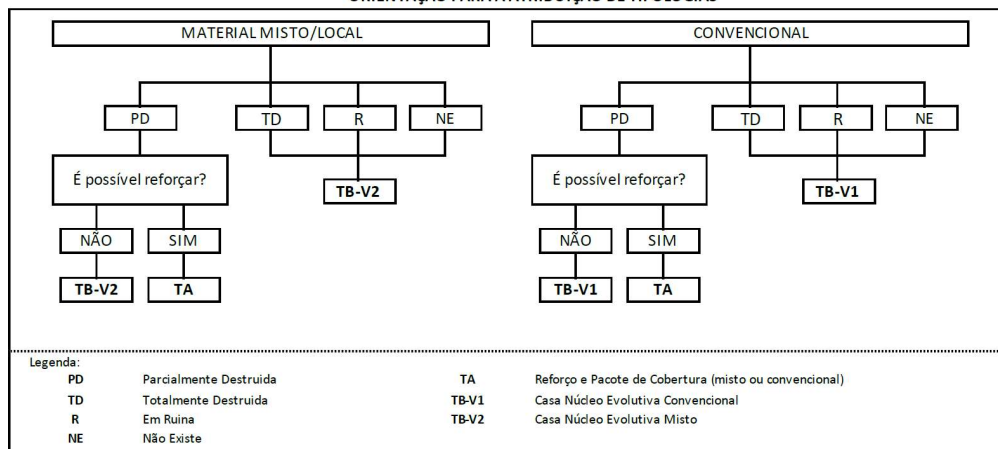 MATERIAL MISTO/LOCAL
PD TD R NE
É possível reforçar?
TB-V2
NÃO SIM
TB-V2 TA
CONVENCIONAL
PD TD R NE
É possível reforçar?
TB-V1
NÃO SIM
TB-V1 TA
Legenda:
PD Parcialmente Destruida
TD Totalmente Destruida
R Em Ruina
NE Não Existe
TA Reforço e Pacote de Cobertura (misto ou convencional)
TB-V1 Casa Núcleo Evolutiva Convencional
TB-V2 Casa Núcleo Evolutiva Misto